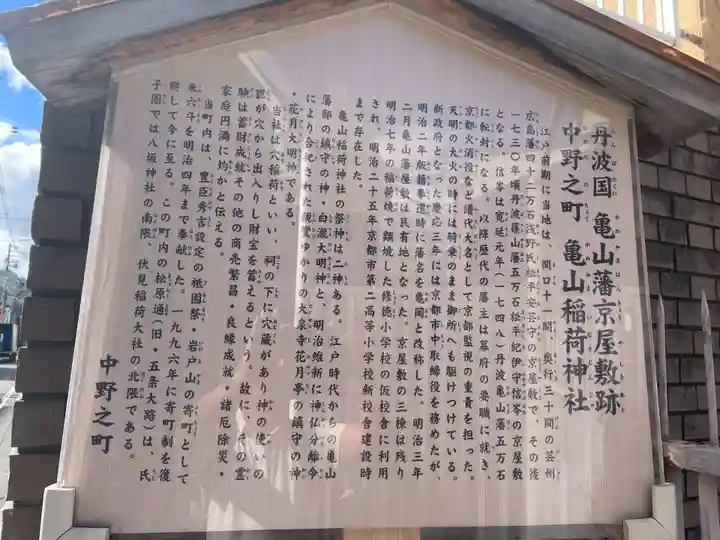 丹波国 亀山藩京屋敷跡
中野之町 亀山稲荷神社
江戸前期に当地は、間口十一間、奥行三十間の芸州
広島藩四十二万石浅野氏松平安芸守の京屋敷で、その後
一七三〇年頃丹波篠山藩五万石松平紀伊守信岑の京屋敷
となる。信岑は寛延元年(一七四八)丹波亀山藩五万石
に転封になる。以降歴代の藩主は幕府の要職に就き、
京都火消役など譜代大名として京都監視の重責を担った。
天明の大火の時には騎乗のまま御所へも駆けつけている。
新政府となった慶応三年には京都市中取締役を務めたが、
明治二年版籍奉還時に藩名を亀岡と改称した。明治三年
二月亀山藩屋敷は民有地となった。京屋敷の三棟は残り
明治七年の稲荷焼で類焼した修徳小学校の仮校舎に利用
され、明治二十五年京都市第二高等小学校新校舎建設時
まで存在した。
亀山稲荷神社の祭神は二神ある。江戸時代からの亀山
藩邸の鎮守の神・白瀧大明神と、明治維新に神仏分離令
により合祀された親鸞ゆかりの大泉寺花月亭の鎮守の神
・花月大明神である。
当社は穴稲荷といい、祠の下に穴蔵があり神の使いの
狐が穴から出入りし財宝を蓄えるという。故に、その霊
験は蓄財成就その他の商売繁昌・良縁成就・諸厄除災・
家庭円満に灼かと伝える。
当町内は、豊臣秀吉設定の祇園祭・岩戸山の寄町として
米六斗を明治四年まで奉献した。一九九六年に寄町制を復
興して今に至る。この町内の松原通(旧・五条大路)は、氏
子圏では八坂神社の南限、伏見稲荷大社の北限である。
中野之町